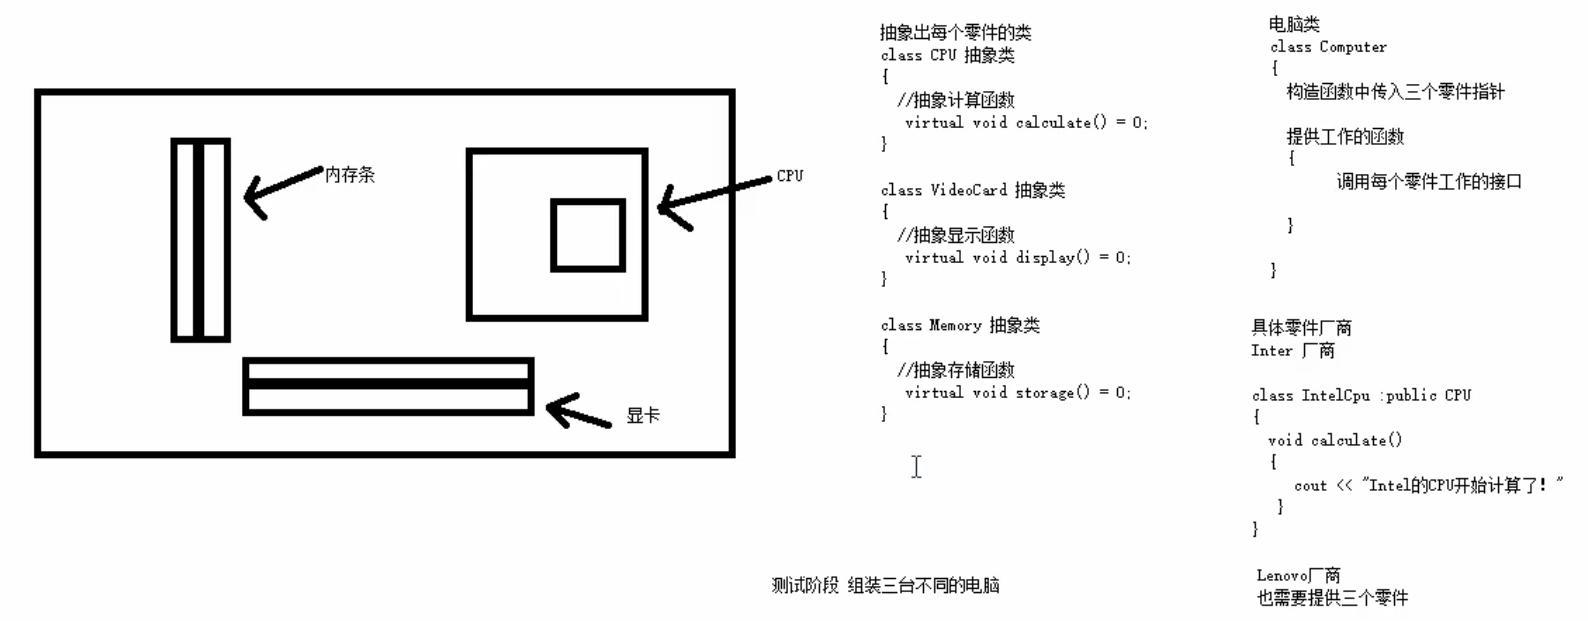 内存条
CPU
显卡
抽象出每个零件的类
class CPU 抽象类
{
//抽象计算函数
virtual void calculate() = 0;
}
class VideoCard 抽象类
{
//抽象显示函数
virtual void display() = 0;
}
class Memory 抽象类
{
//抽象存储函数
virtual void storage() = 0;
}
测试阶段 组装三台不同的电脑
电脑类
class Computer
{
构造函数中传入三个零件指针
提供工作的函数
{
调用每个零件工作的接口
}
}
具体零件厂商
Inter 厂商
class IntelCpu :public CPU
{
void calculate()
{
cout << "Intel的CPU开始计算了! "
}
}
Lenovo厂商
也需要提供三个零件